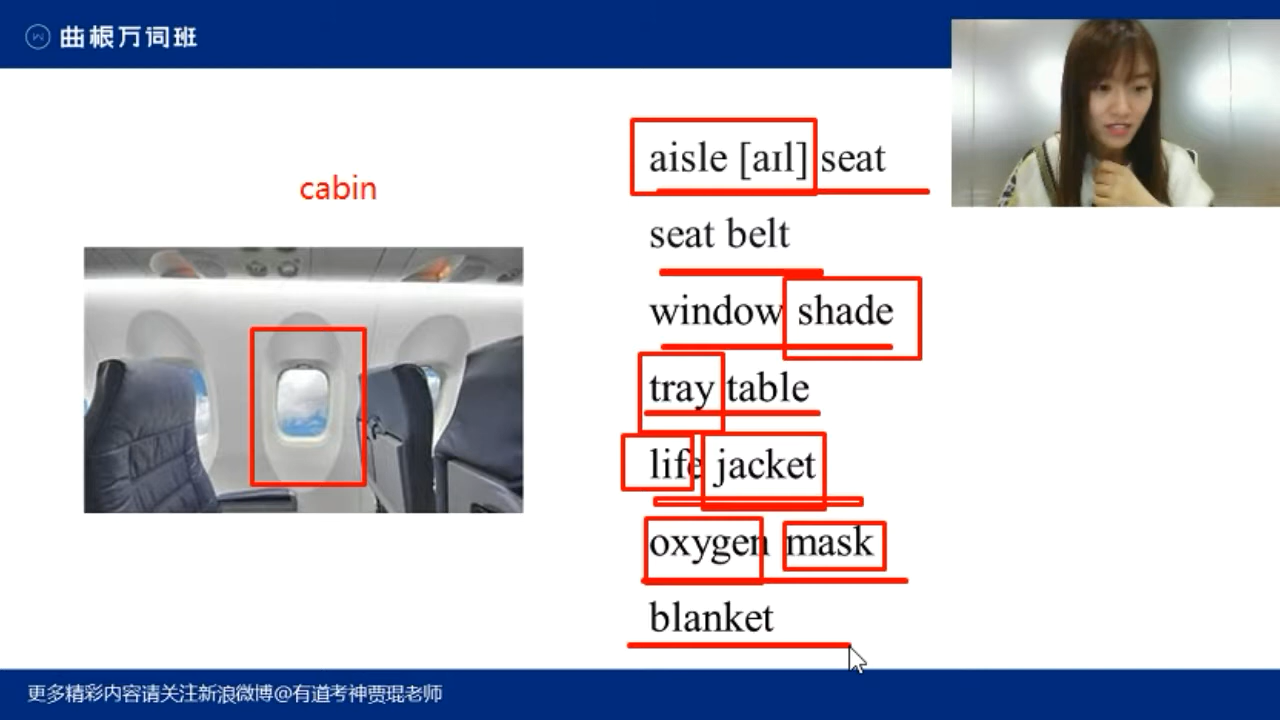 曲根万词班
cabin
aisle [aɪl] seat
seat belt
window shade
tray table
life jacket
oxygen mask
blanket
更多精彩内容请关注新浪微博@有道考神贾琨老师